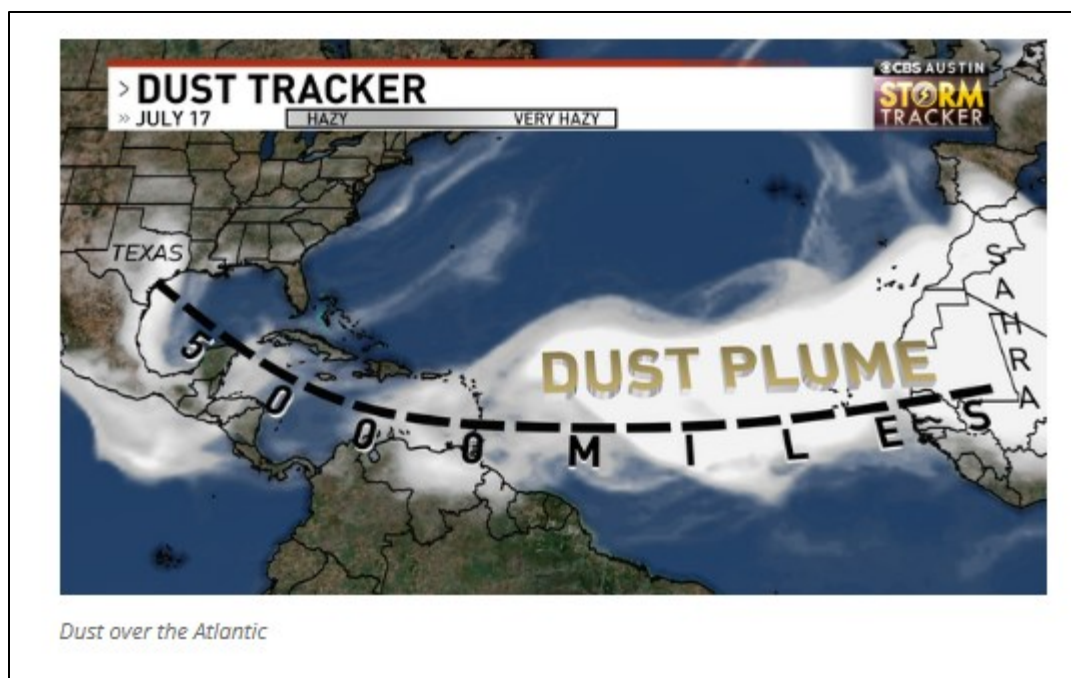 > DUST TRACKER
» JULY 17
HAZY VERY HAZY
©CBS AUSTIN
STORM
TRACKER
TEXAS
SAHRA
DUST PLUME
5000 MILES
Dust over the Atlantic